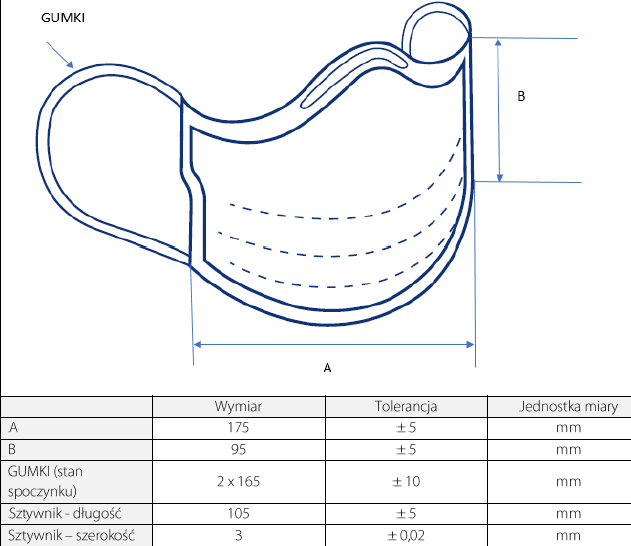 GUMKI
B
A
Wymiar Tolerancja Jednostka miary
A 175 ± 5 mm
B 95 ± 5 mm
GUMKI (stan
spoczynku) 2 x 165 ± 10 mm
Sztywnik - długość 105 ± 5 mm
Sztywnik – szerokość 3 ± 0,02 mm